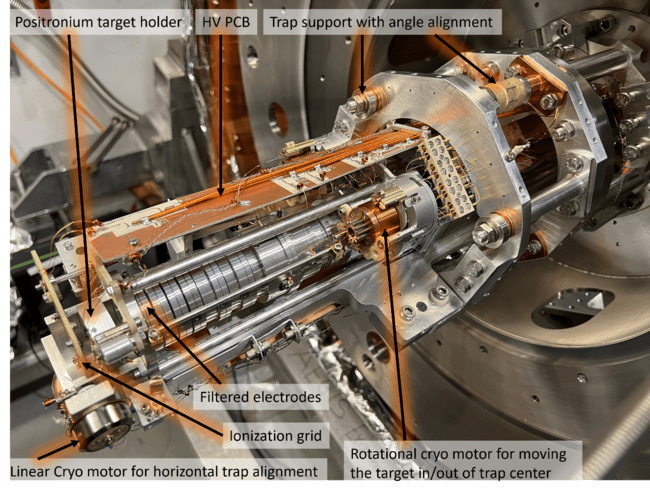 Positronium target holder
HV PCB
Trap support with angle alignment
Filtered electrodes
Ionization grid
Linear Cryo motor for horizontal trap alignment
Rotational cryo motor for moving
the target in/out of trap center